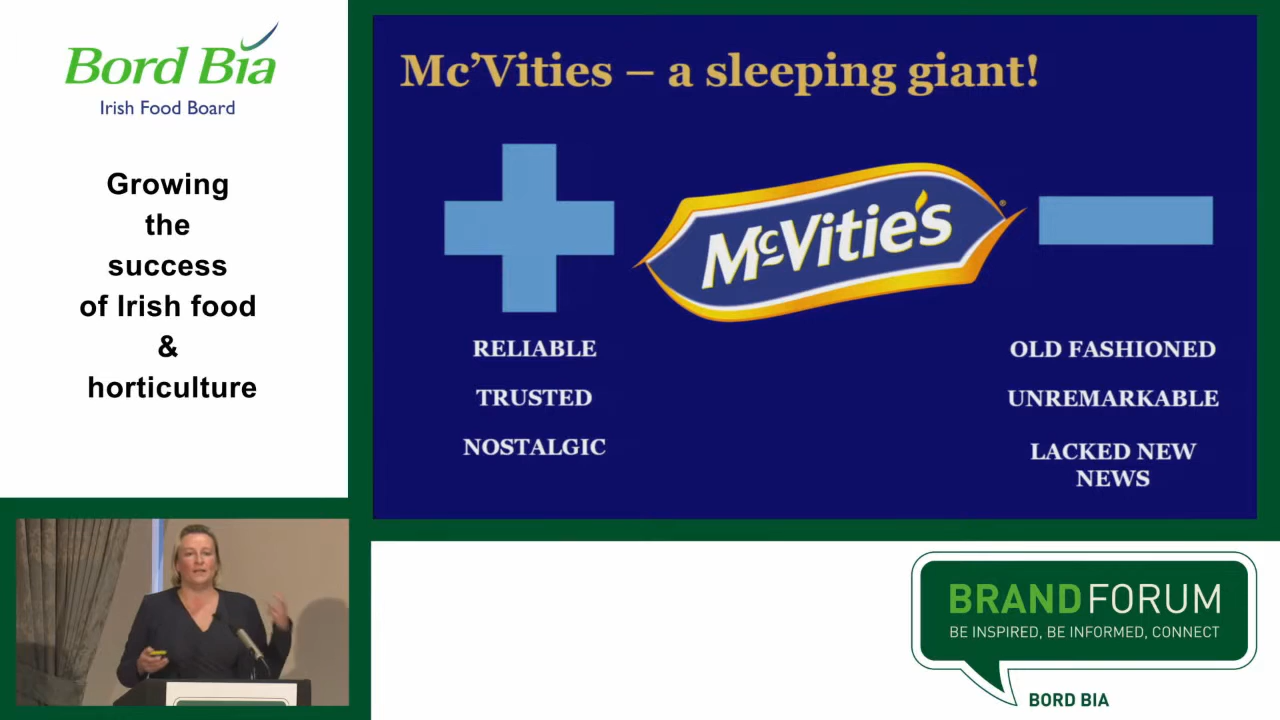 Bord Bia
Irish Food Board
Growing
the
success
of Irish food
&
horticulture
Mc’Vities – a sleeping giant!
McVitie's
®
RELIABLE
TRUSTED
NOSTALGIC
OLD FASHIONED
UNREMARKABLE
LACKED NEW
NEWS
BRANDFORUM
BE INSPIRED, BE INFORMED, CONNECT
BORD BIA